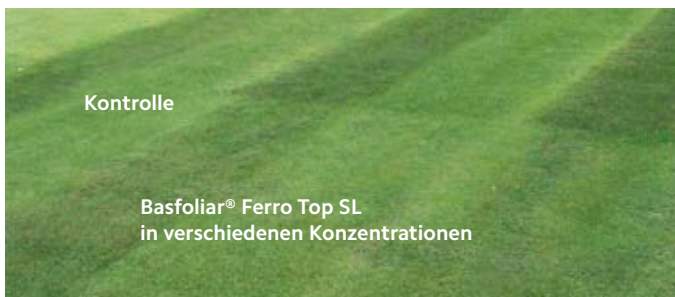 Kontrolle
Basfoliar® Ferro Top SL
in verschiedenen Konzentrationen